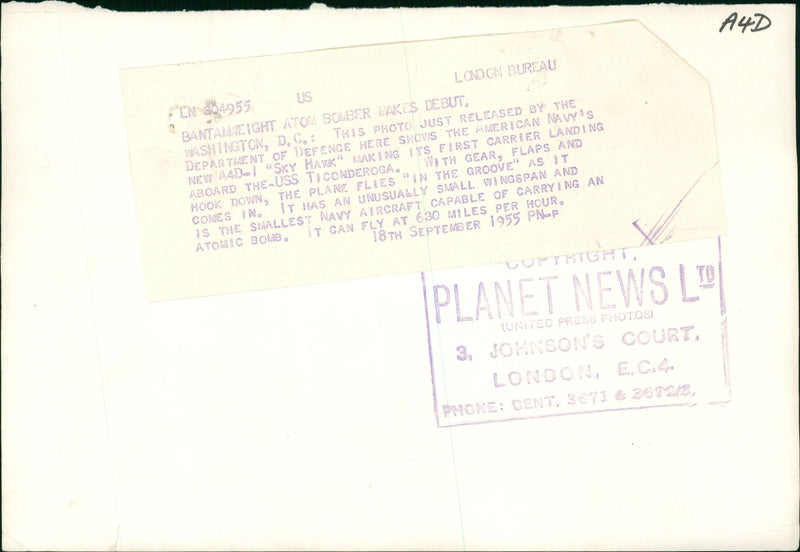 A4D
LONDON BUREAU
LN 304955 US
BANTAMWEIGHT ATOM BOMBER MAKES DEBUT.
WASHINGTON, D.C.: THIS PHOTO JUST RELEASED BY THE
DEPARTMENT OF DEFENCE HERE SHOWS THE AMERICAN NAVY'S
NEW A4D-1 "SKY HAWK" MAKING ITS FIRST CARRIER LANDING
ABOARD THE USS TICONDEROGA. WITH GEAR, FLAPS AND
HOOK DOWN, THE PLANE FLIES "IN THE GROOVE" AS IT
COMES IN. IT HAS AN UNUSUALLY SMALL WINGSPAN AND
IS THE SMALLEST NAVY AIRCRAFT CAPABLE OF CARRYING AN
ATOMIC BOMB. IT CAN FLY AT 630 MILES PER HOUR.
18TH SEPTEMBER 1955 PN-P
COPYRIGHT.
PLANET NEWS LTD
(UNITED PRESS PHOTOS)
3, JOHNSON'S COURT,
LONDON, E.C.4.
PHONE: CENT. 3671 & 3672/3.